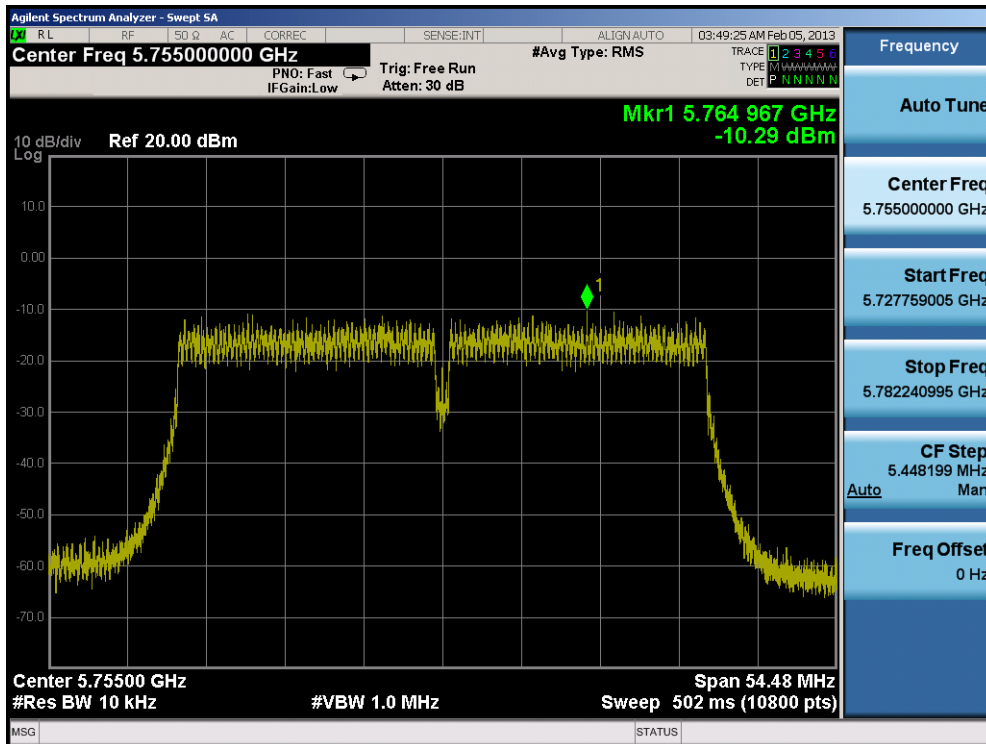 Agilent Spectrum Analyzer - Swept SA
LXI RL RF 50 Ω AC CORREC SENSE:INT ALIGN AUTO 03:49:25 AM Feb 05, 2013
Center Freq 5.755000000 GHz
PNO: Fast
IFGain:Low
Trig: Free Run
Atten: 30 dB
#Avg Type: RMS
TRACE 1 2 3 4 5 6
TYPE M WWWWW
DET P N N N N N
Mkr1 5.764 967 GHz
-10.29 dBm
10 dB/div Ref 20.00 dBm
Log
10.0
0.00
-10.0
-20.0
-30.0
-40.0
-50.0
-60.0
-70.0
1
Center 5.75500 GHz Span 54.48 MHz
#Res BW 10 kHz #VBW 1.0 MHz Sweep 502 ms (10800 pts)
MSG STATUS
Frequency
Auto Tune
Center Freq
5.755000000 GHz
Start Freq
5.727759005 GHz
Stop Freq
5.782240995 GHz
CF Step
5.448199 MHz
Auto Man
Freq Offset
0 Hz